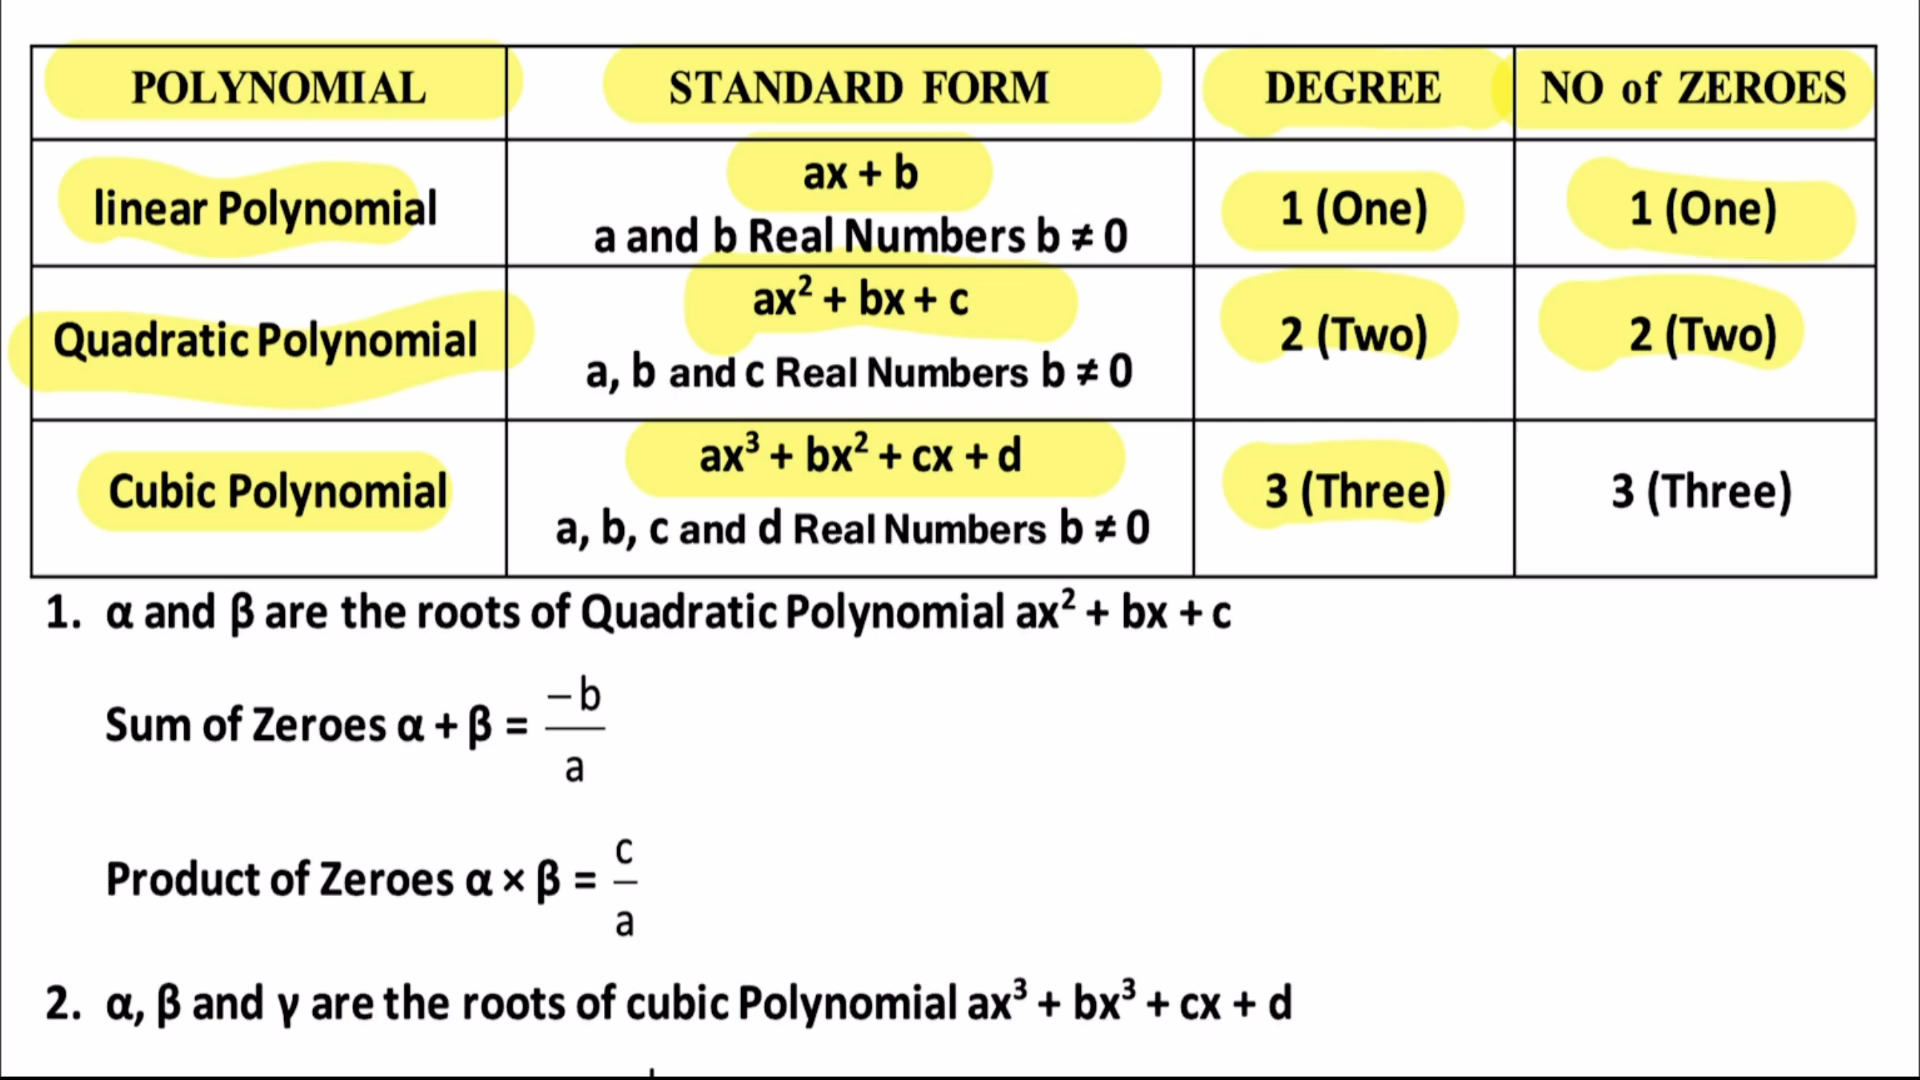 POLYNOMIAL STANDARD FORM DEGREE NO of ZEROES
linear Polynomial
ax + b
a and b Real Numbers b ≠ 0
1 (One)
1 (One)
Quadratic Polynomial
ax² + bx + c
a, b and c Real Numbers b ≠ 0
2 (Two)
2 (Two)
Cubic Polynomial
ax³ + bx² + cx + d
a, b, c and d Real Numbers b ≠ 0
3 (Three)
3 (Three)
1. α and β are the roots of Quadratic Polynomial ax² + bx + c
Sum of Zeroes α + β = −b/a
Product of Zeroes α × β = c/a
2. α, β and γ are the roots of cubic Polynomial ax³ + bx³ + cx + d